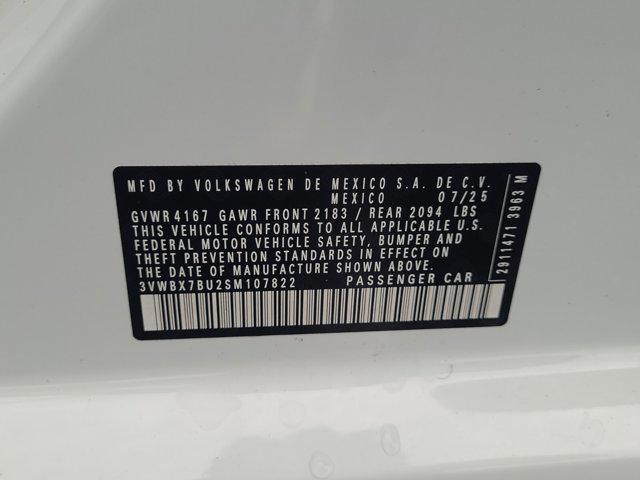 MFD BY VOLKSWAGEN DE MEXICO S.A. DE C.V.
MEXICO 07/25
GVWR 4167 GAWR FRONT 2183 / REAR 2094 LBS
THIS VEHICLE CONFORMS TO ALL APPLICABLE U.S.
FEDERAL MOTOR VEHICLE SAFETY, BUMPER AND
THEFT PREVENTION STANDARDS IN EFFECT ON
THE DATE OF MANUFACTURE SHOWN ABOVE.
3VWBX7BU2SM107822 PASSENGER CAR
29111471 3963 M